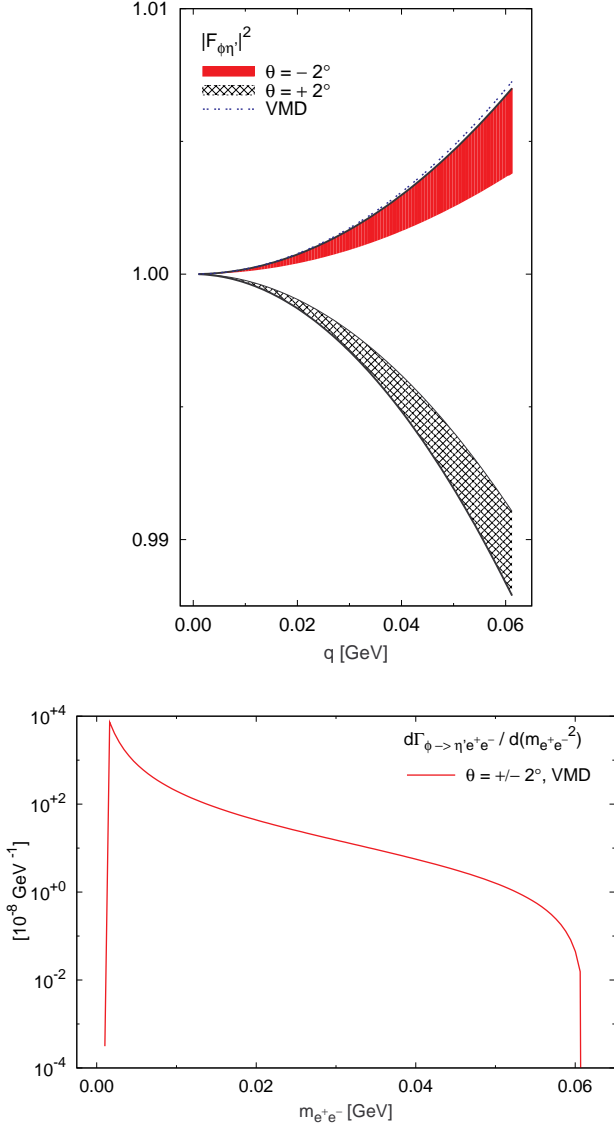 1.01
|F_{ϕη'}|^2
θ = − 2°
θ = + 2°
VMD
1.00
0.99
0.00 0.02 0.04 0.06
q [GeV]
10^{+4}
dΓ_{ϕ −> η'e^+e^−} / d(m_{e^+e^−}^2)
θ = +/− 2°, VMD
10^{+2}
10^{+0}
[10^{-8} GeV^{-1}]
10^{-2}
10^{-4}
0.00 0.02 0.04 0.06
m_{e^+e^−} [GeV]